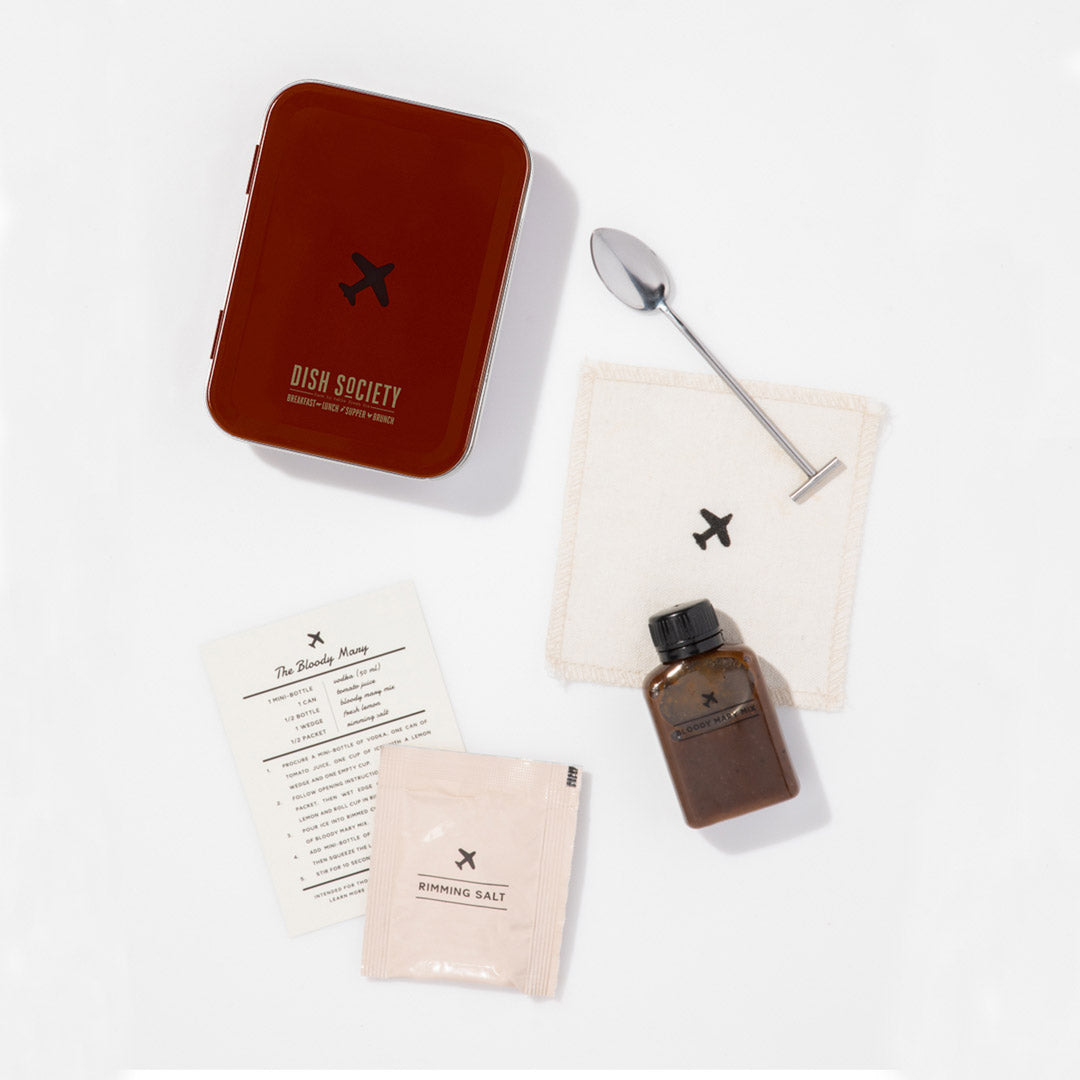 DISH SOCIETY
BREAKFAST LUNCH SUPPER BRUNCH
The Bloody Mary
1 MINI-BOTTLE vodka (50 ml)
1 CAN tomato juice
1/2 BOTTLE bloody mary mix
1 WEDGE fresh lemon
1/2 PACKET rimming salt
1. PROCURE A MINI-BOTTLE OF VODKA, ONE CAN OF
TOMATO JUICE, ONE CUP OF ICE WITH A LEMON
WEDGE AND ONE EMPTY CUP.
2. FOLLOW OPENING INSTRUCTIO
PACKET. THEN WET EDGE
LEMON AND ROLL CUP IN RI
3. POUR ICE INTO RIMMED C
OF BLOODY MARY MIX.
4. ADD MINI-BOTTLE OF
THEN SQUEEZE THE L
5. STIR FOR 10 SECON
INTENDED FOR THO
LEARN MORE
RIMMING SALT
BLOODY MARY MIX